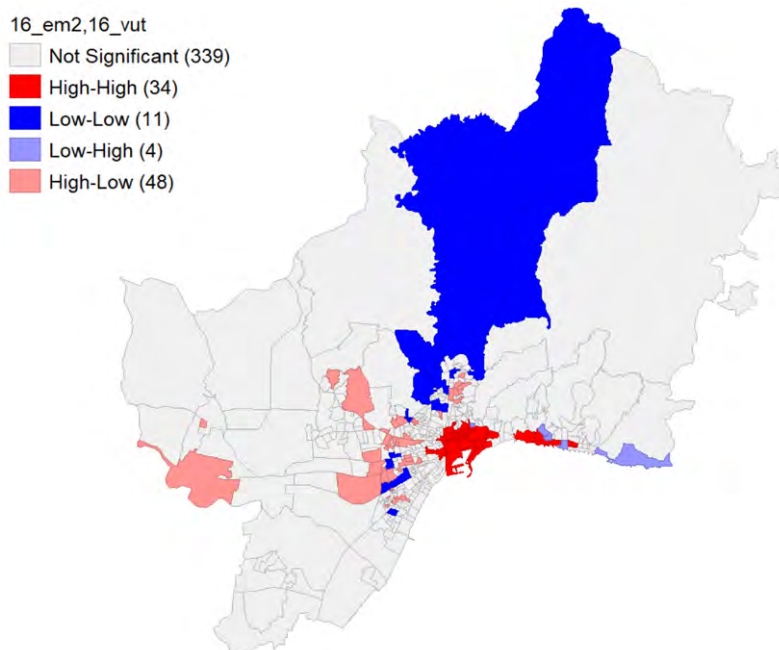 16_em2,16_vut
Not Significant (339)
High-High (34)
Low-Low (11)
Low-High (4)
High-Low (48)